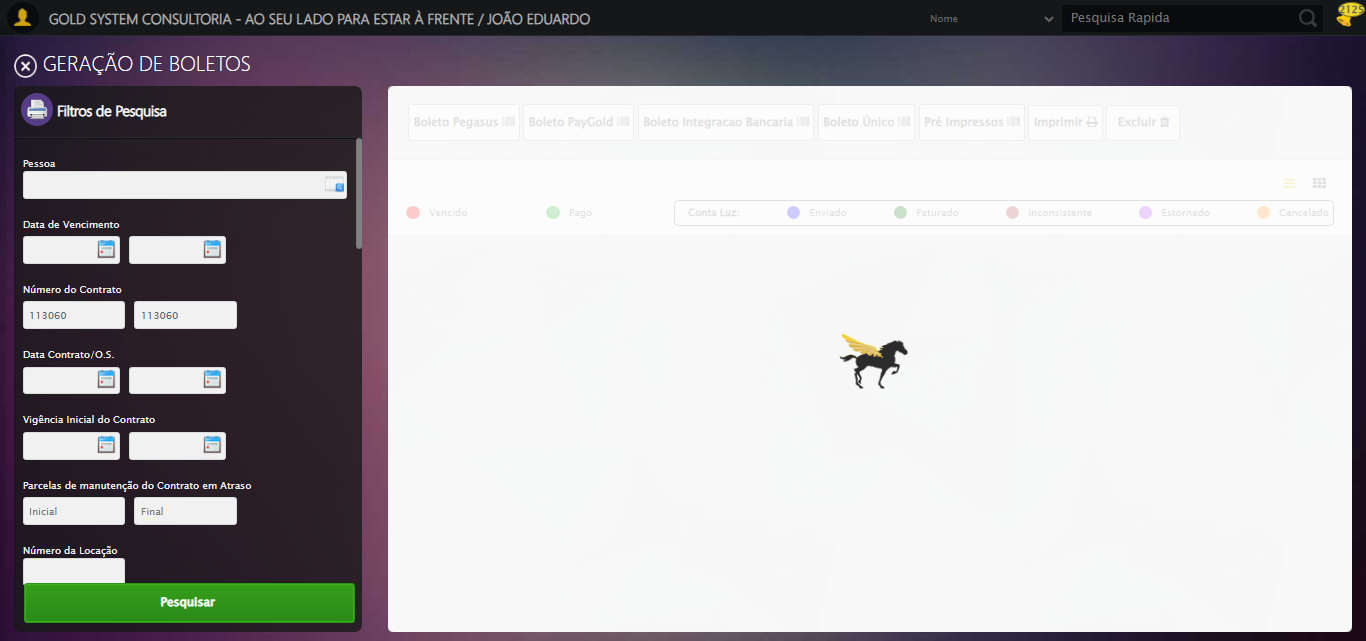 GOLD SYSTEM CONSULTORIA - AO SEU LADO PARA ESTAR À FRENTE / JOÃO EDUARDO
Nome
Pesquisa Rapida
2125
GERAÇÃO DE BOLETOS
Filtros de Pesquisa
Pessoa
Data de Vencimento
Número do Contrato
113060 113060
Data Contrato/O.S.
Vigência Inicial do Contrato
Parcelas de manutenção do Contrato em Atraso
Inicial Final
Número da Locação
Pesquisar
Boleto Pegasus Boleto PayGold Boleto Integracao Bancaria Boleto Único Pré Impressos Imprimir Excluir
Vencido Pago Conta Luz: Enviado Faturado Inconsistente Estornado Cancelado